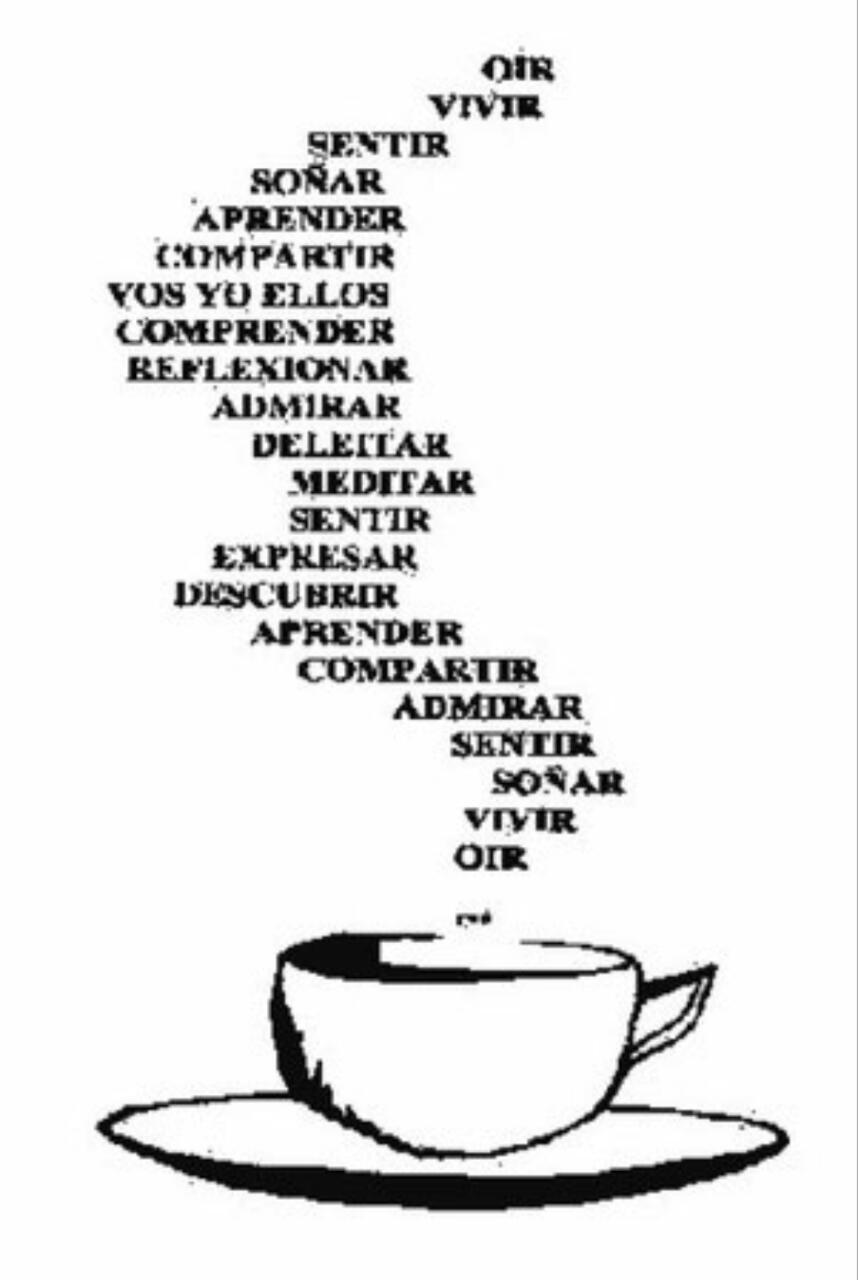 OIR
VIVIR
SENTIR
SOÑAR
APRENDER
COMPARTIR
VOS YO ELLOS
COMPRENDER
REFLEXIONAR
ADMIRAR
DELEITAR
MEDITAR
SENTIR
EXPRESAR
DESCUBRIR
APRENDER
COMPARTIR
ADMIRAR
SENTIR
SOÑAR
VIVIR
OIR